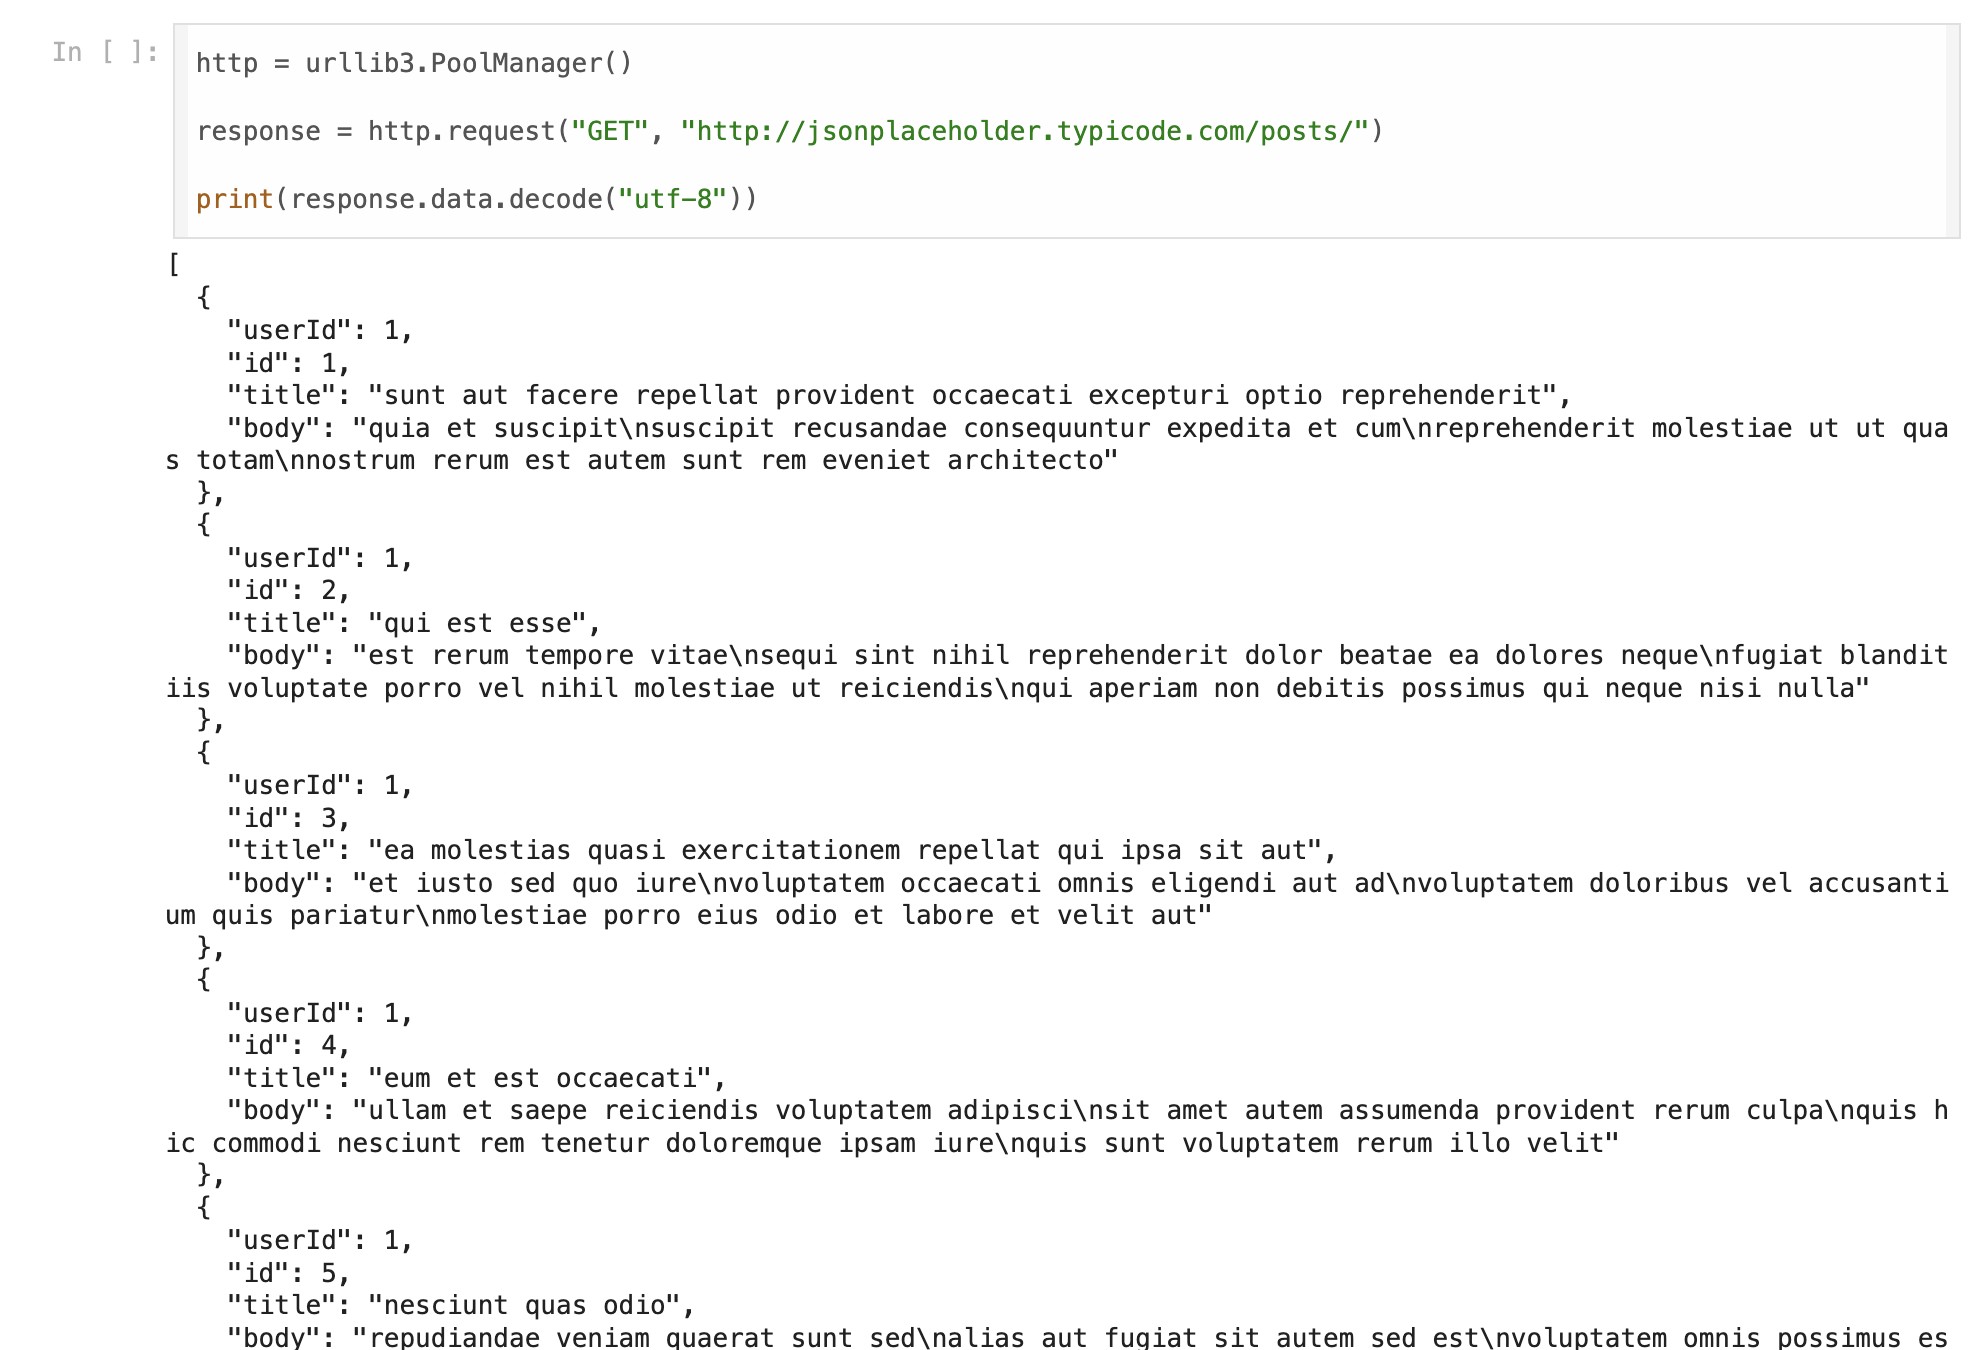 In [ ]:
http = urllib3.PoolManager()
response = http.request("GET", "http://jsonplaceholder.typicode.com/posts/")
print(response.data.decode("utf-8"))
[
  {
    "userId": 1,
    "id": 1,
    "title": "sunt aut facere repellat provident occaecati excepturi optio reprehenderit",
    "body": "quia et suscipit\nsuscipit recusandae consequuntur expedita et cum\nreprehenderit molestiae ut ut qua
s totam\nnostrum rerum est autem sunt rem eveniet architecto"
  },
  {
    "userId": 1,
    "id": 2,
    "title": "qui est esse",
    "body": "est rerum tempore vitae\nsequi sint nihil reprehenderit dolor beatae ea dolores neque\nfugiat blandit
iis voluptate porro vel nihil molestiae ut reiciendis\nqui aperiam non debitis possimus qui neque nisi nulla"
  },
  {
    "userId": 1,
    "id": 3,
    "title": "ea molestias quasi exercitationem repellat qui ipsa sit aut",
    "body": "et iusto sed quo iure\nvoluptatem occaecati omnis eligendi aut ad\nvoluptatem doloribus vel accusanti
um quis pariatur\nmolestiae porro eius odio et labore et velit aut"
  },
  {
    "userId": 1,
    "id": 4,
    "title": "eum et est occaecati",
    "body": "ullam et saepe reiciendis voluptatem adipisci\nsit amet autem assumenda provident rerum culpa\nquis h
ic commodi nesciunt rem tenetur doloremque ipsam iure\nquis sunt voluptatem rerum illo velit"
  },
  {
    "userId": 1,
    "id": 5,
    "title": "nesciunt quas odio",
    "body": "repudiandae veniam quaerat sunt sed\nalias aut fugiat sit autem sed est\nvoluptatem omnis possimus es